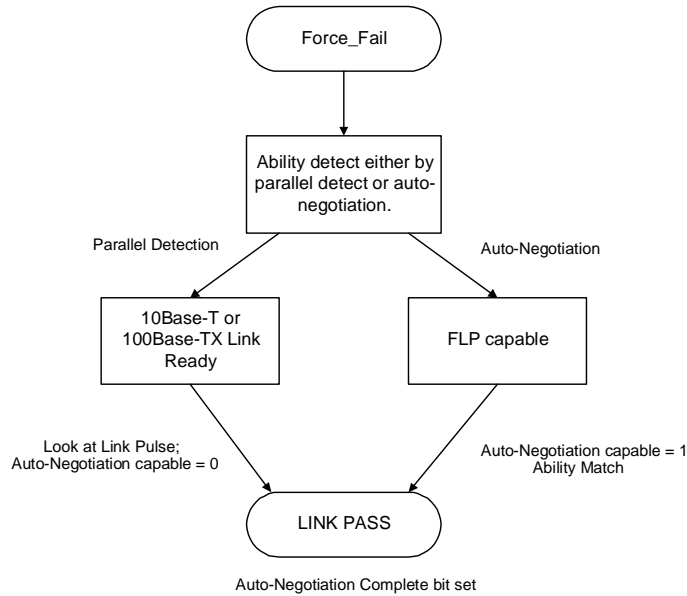 Force_Fail
Ability detect either by
parallel detect or auto-
negotiation.
Parallel Detection
Auto-Negotiation
10Base-T or
100Base-TX Link
Ready
FLP capable
Look at Link Pulse;
Auto-Negotiation capable = 0
Auto-Negotiation capable = 1
Ability Match
LINK PASS
Auto-Negotiation Complete bit set